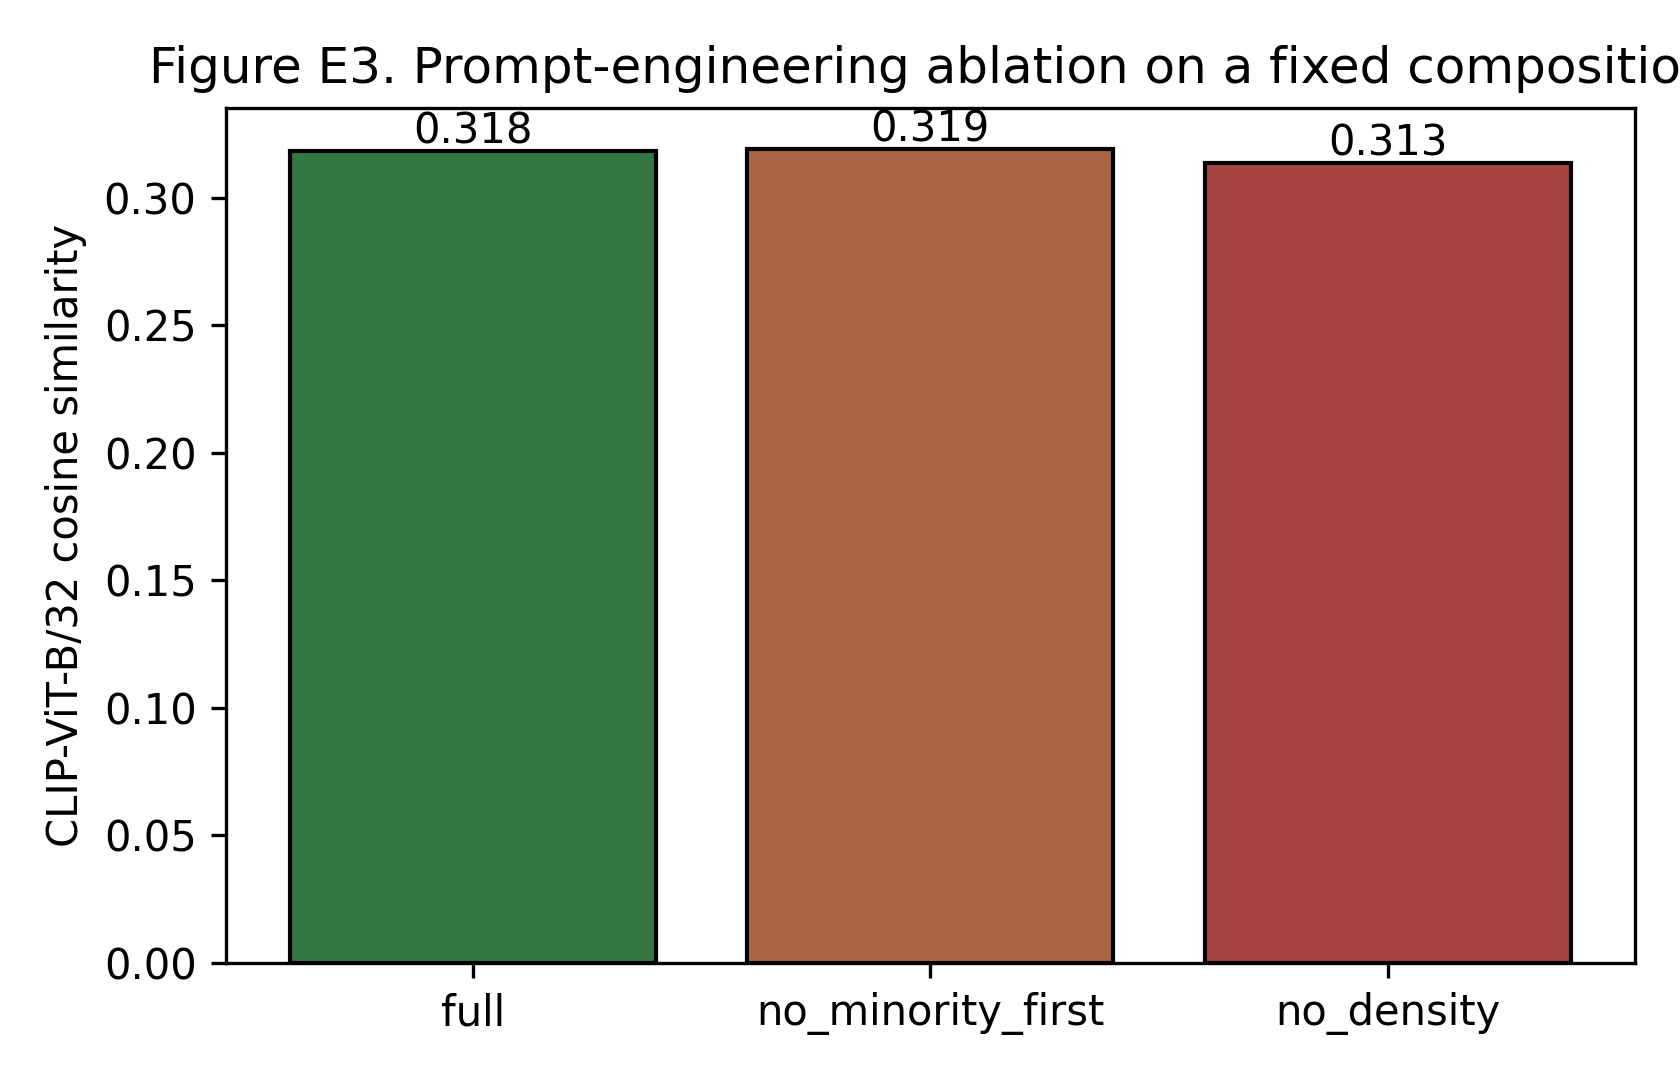 Figure E3. Prompt-engineering ablation on a fixed compositio
0.318
0.319
0.313
CLIP-ViT-B/32 cosine similarity
0.30
0.25
0.20
0.15
0.10
0.05
0.00
full
no_minority_first
no_density